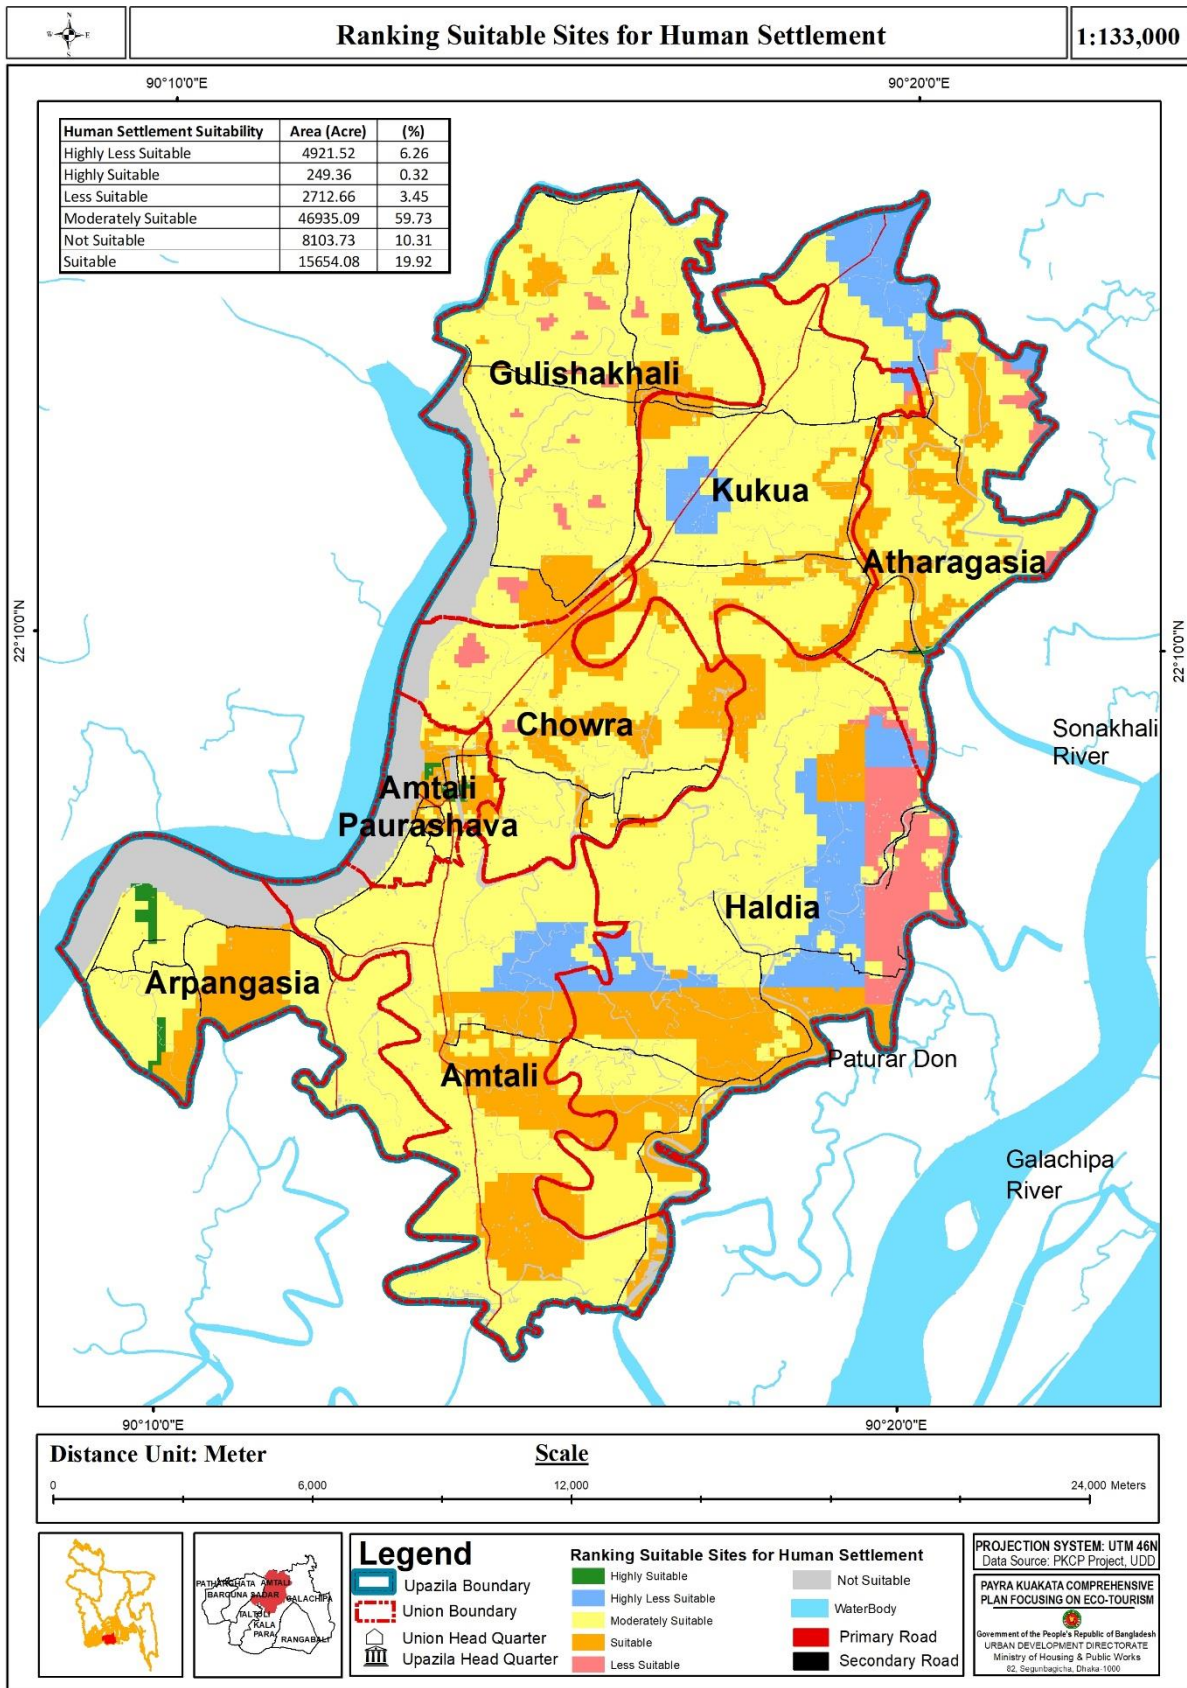 N
W E
S
Ranking Suitable Sites for Human Settlement
1:133,000
90°10'0"E
90°20'0"E
Human Settlement Suitability Area (Acre) (%)
Highly Less Suitable 4921.52 6.26
Highly Suitable 249.36 0.32
Less Suitable 2712.66 3.45
Moderately Suitable 46935.09 59.73
Not Suitable 8103.73 10.31
Suitable 15654.08 19.92
Gulishakhali
Kukua
Atharagasia
22°10'0"N
22°10'0"N
Chowra
Sonakhali
River
Amtali
Paurashava
Haldia
Arpangasia
Amtali
Paturar Don
Galachipa
River
90°10'0"E
90°20'0"E
Distance Unit: Meter
Scale
0 6,000 12,000 24,000 Meters
PATHARGHATA
AMTALI
BARGUNA SADAR
GALACHIPA
TALTOLI
KALA
PARA
RANGABALI
Legend
Upazila Boundary
Union Boundary
Union Head Quarter
Upazila Head Quarter
Ranking Suitable Sites for Human Settlement
Highly Suitable
Highly Less Suitable
Moderately Suitable
Suitable
Less Suitable
Not Suitable
WaterBody
Primary Road
Secondary Road
PROJECTION SYSTEM: UTM 46N
Data Source: PKCP Project, UDD
PAYRA KUAKATA COMPREHENSIVE
PLAN FOCUSING ON ECO-TOURISM
Government of the People's Republic of Bangladesh
URBAN DEVELOPMENT DIRECTORATE
Ministry of Housing & Public Works
82, Segunbagicha, Dhaka-1000